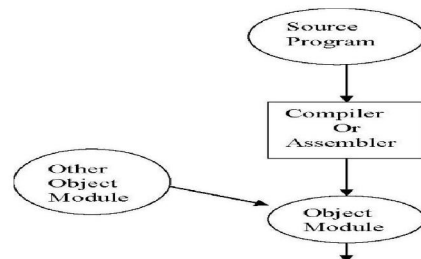 Source
Program
Compiler
Or
Assembler
Other
Object
Module
Object
Module